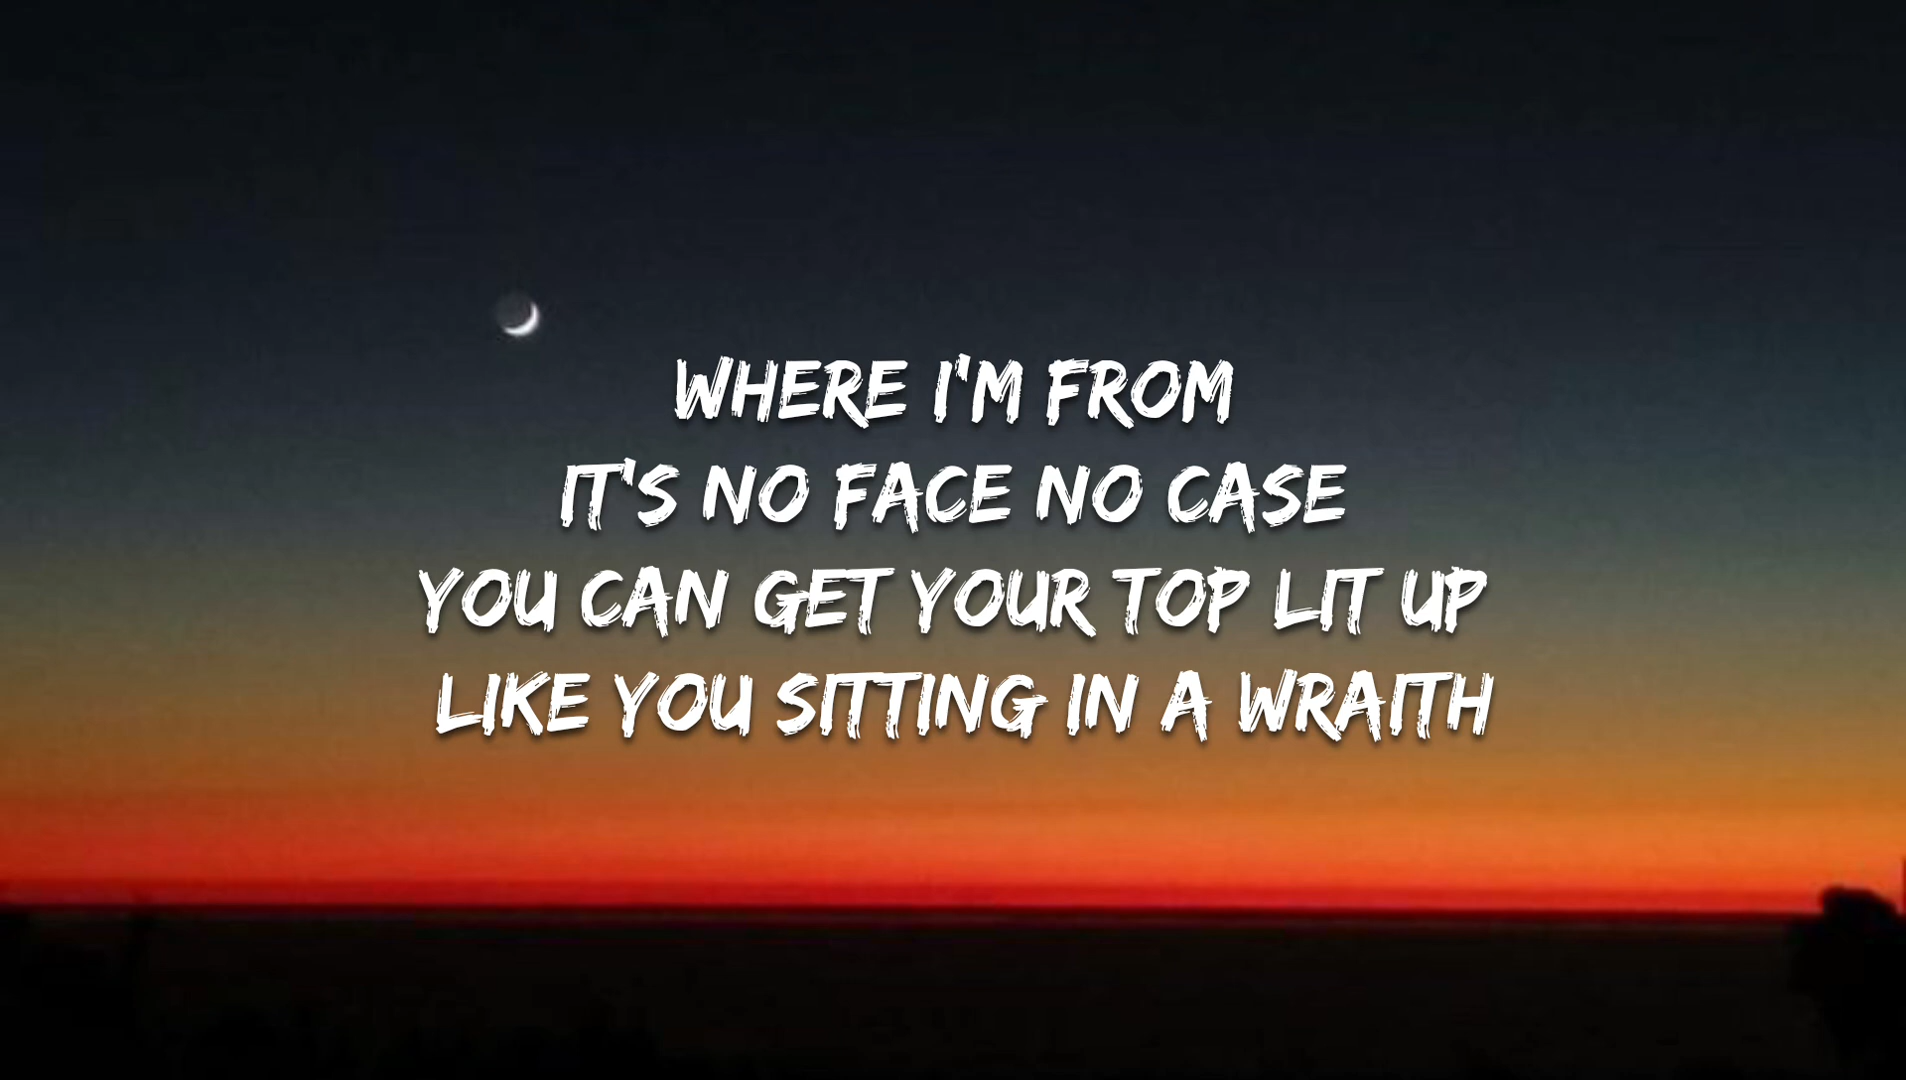 WHERE I'M FROM
IT'S NO FACE NO CASE
YOU CAN GET YOUR TOP LIT UP
LIKE YOU SITTING IN A WRAITH